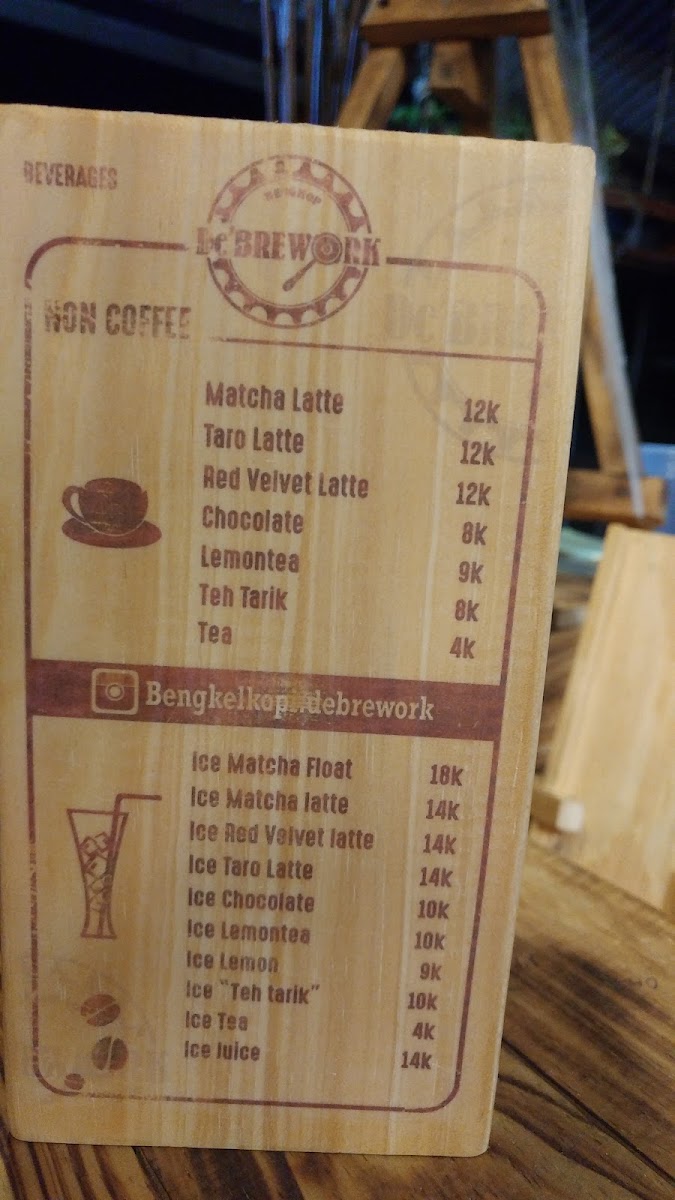 BEVERAGES
BENGKOP
De'BREWORK
NON COFFEE
Matcha Latte 12K
Taro Latte 12K
Red Velvet Latte 12K
Chocolate 8K
Lemontea 9K
Teh Tarik 8K
Tea 4K
Bengkelkopi.debrework
Ice Matcha Float 18K
Ice Matcha latte 14K
Ice Red Velvet latte 14K
Ice Taro Latte 14K
Ice Chocolate 10K
Ice Lemontea 10K
Ice Lemon 9K
Ice "Teh tarik" 10K
Ice Tea 4K
Ice Juice 14K